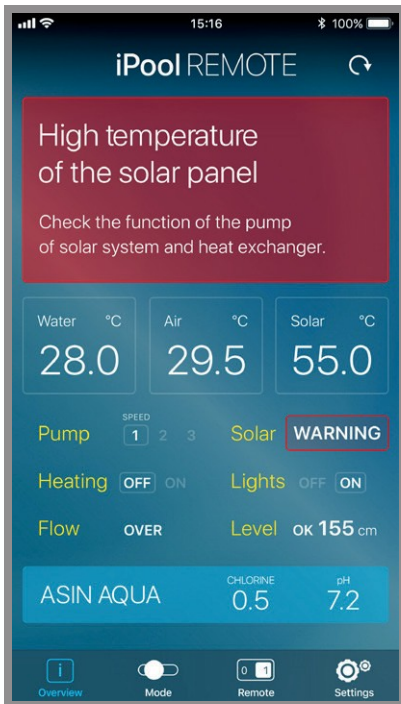 15:16 100%
iPool REMOTE
High temperature
of the solar panel
Check the function of the pump
of solar system and heat exchanger.
Water °C Air °C Solar °C
28.0 29.5 55.0
SPEED
Pump 1 2 3 Solar WARNING
Heating OFF ON Lights OFF ON
Flow OVER Level OK 155 cm
CHLORINE pH
ASIN AQUA 0.5 7.2
i 0 1
Overview Mode Remote Settings